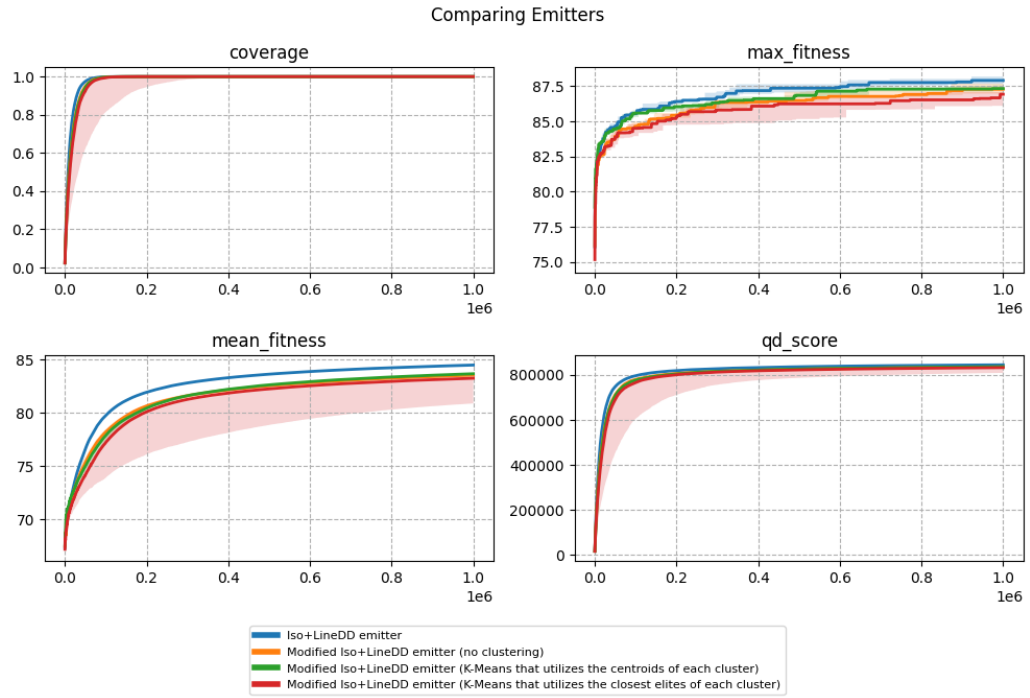 Comparing Emitters
coverage
1.0
0.8
0.6
0.4
0.2
0.0
0.0 0.2 0.4 0.6 0.8 1.0
1e6
max_fitness
87.5
85.0
82.5
80.0
77.5
75.0
0.0 0.2 0.4 0.6 0.8 1.0
1e6
mean_fitness
85
80
75
70
0.0 0.2 0.4 0.6 0.8 1.0
1e6
qd_score
800000
600000
400000
200000
0
0.0 0.2 0.4 0.6 0.8 1.0
1e6
Iso+LineDD emitter
Modified Iso+LineDD emitter (no clustering)
Modified Iso+LineDD emitter (K-Means that utilizes the centroids of each cluster)
Modified Iso+LineDD emitter (K-Means that utilizes the closest elites of each cluster)